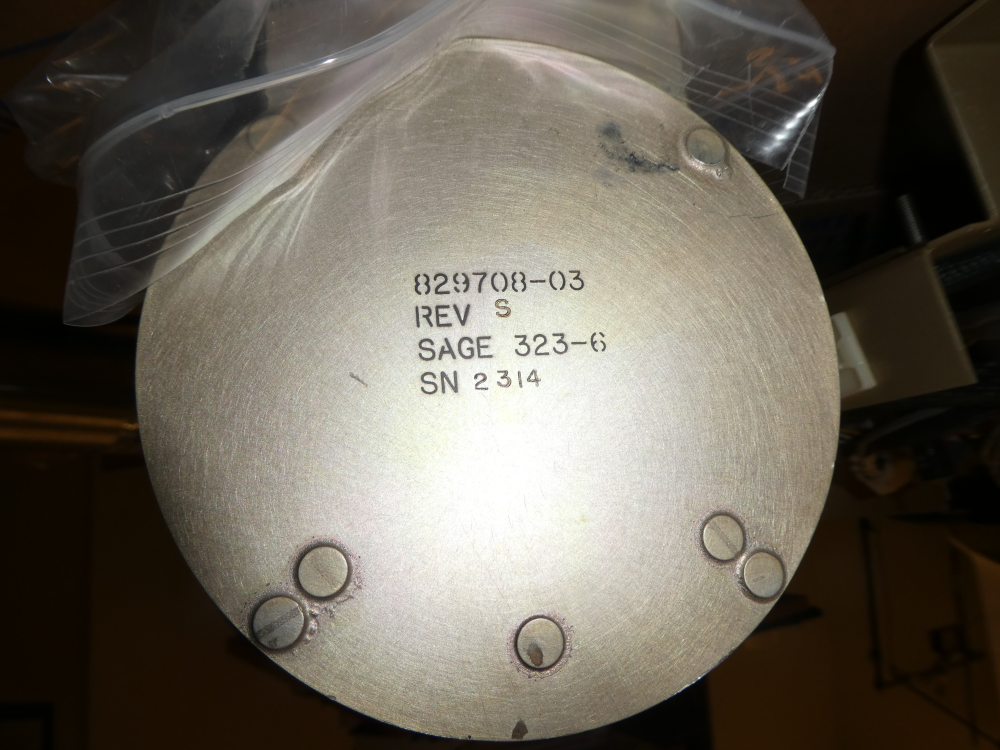 829708-03
REV S
SAGE 323-6
SN 2314